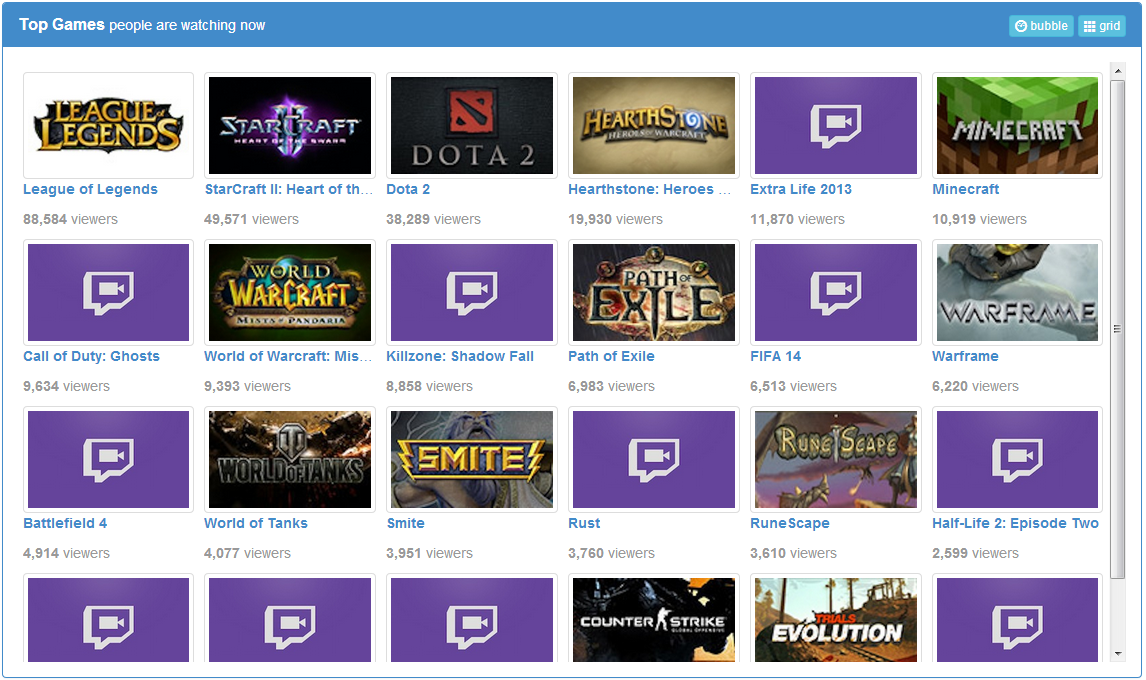 Top Games people are watching now
bubble grid
LEAGUE of LEGENDS
STARCRAFT II
HEART OF THE SWARM
DOTA 2
HEARTHSTONE
HEROES OF WARCRAFT
MINECRAFT
League of Legends
StarCraft II: Heart of th...
Dota 2
Hearthstone: Heroes ...
Extra Life 2013
Minecraft
88,584 viewers
49,571 viewers
38,289 viewers
19,930 viewers
11,870 viewers
10,919 viewers
WORLD WARCRAFT
MISTS of PANDARIA
PATH OF EXILE
WARFRAME
Call of Duty: Ghosts
World of Warcraft: Mis...
Killzone: Shadow Fall
Path of Exile
FIFA 14
Warframe
9,634 viewers
9,393 viewers
8,858 viewers
6,983 viewers
6,513 viewers
6,220 viewers
WORLD OF TANKS
SMITE
RUNESCAPE
Battlefield 4
World of Tanks
Smite
Rust
RuneScape
Half-Life 2: Episode Two
4,914 viewers
4,077 viewers
3,951 viewers
3,760 viewers
3,610 viewers
2,599 viewers
COUNTER STRIKE
GLOBAL OFFENSIVE
TRIALS
EVOLUTION